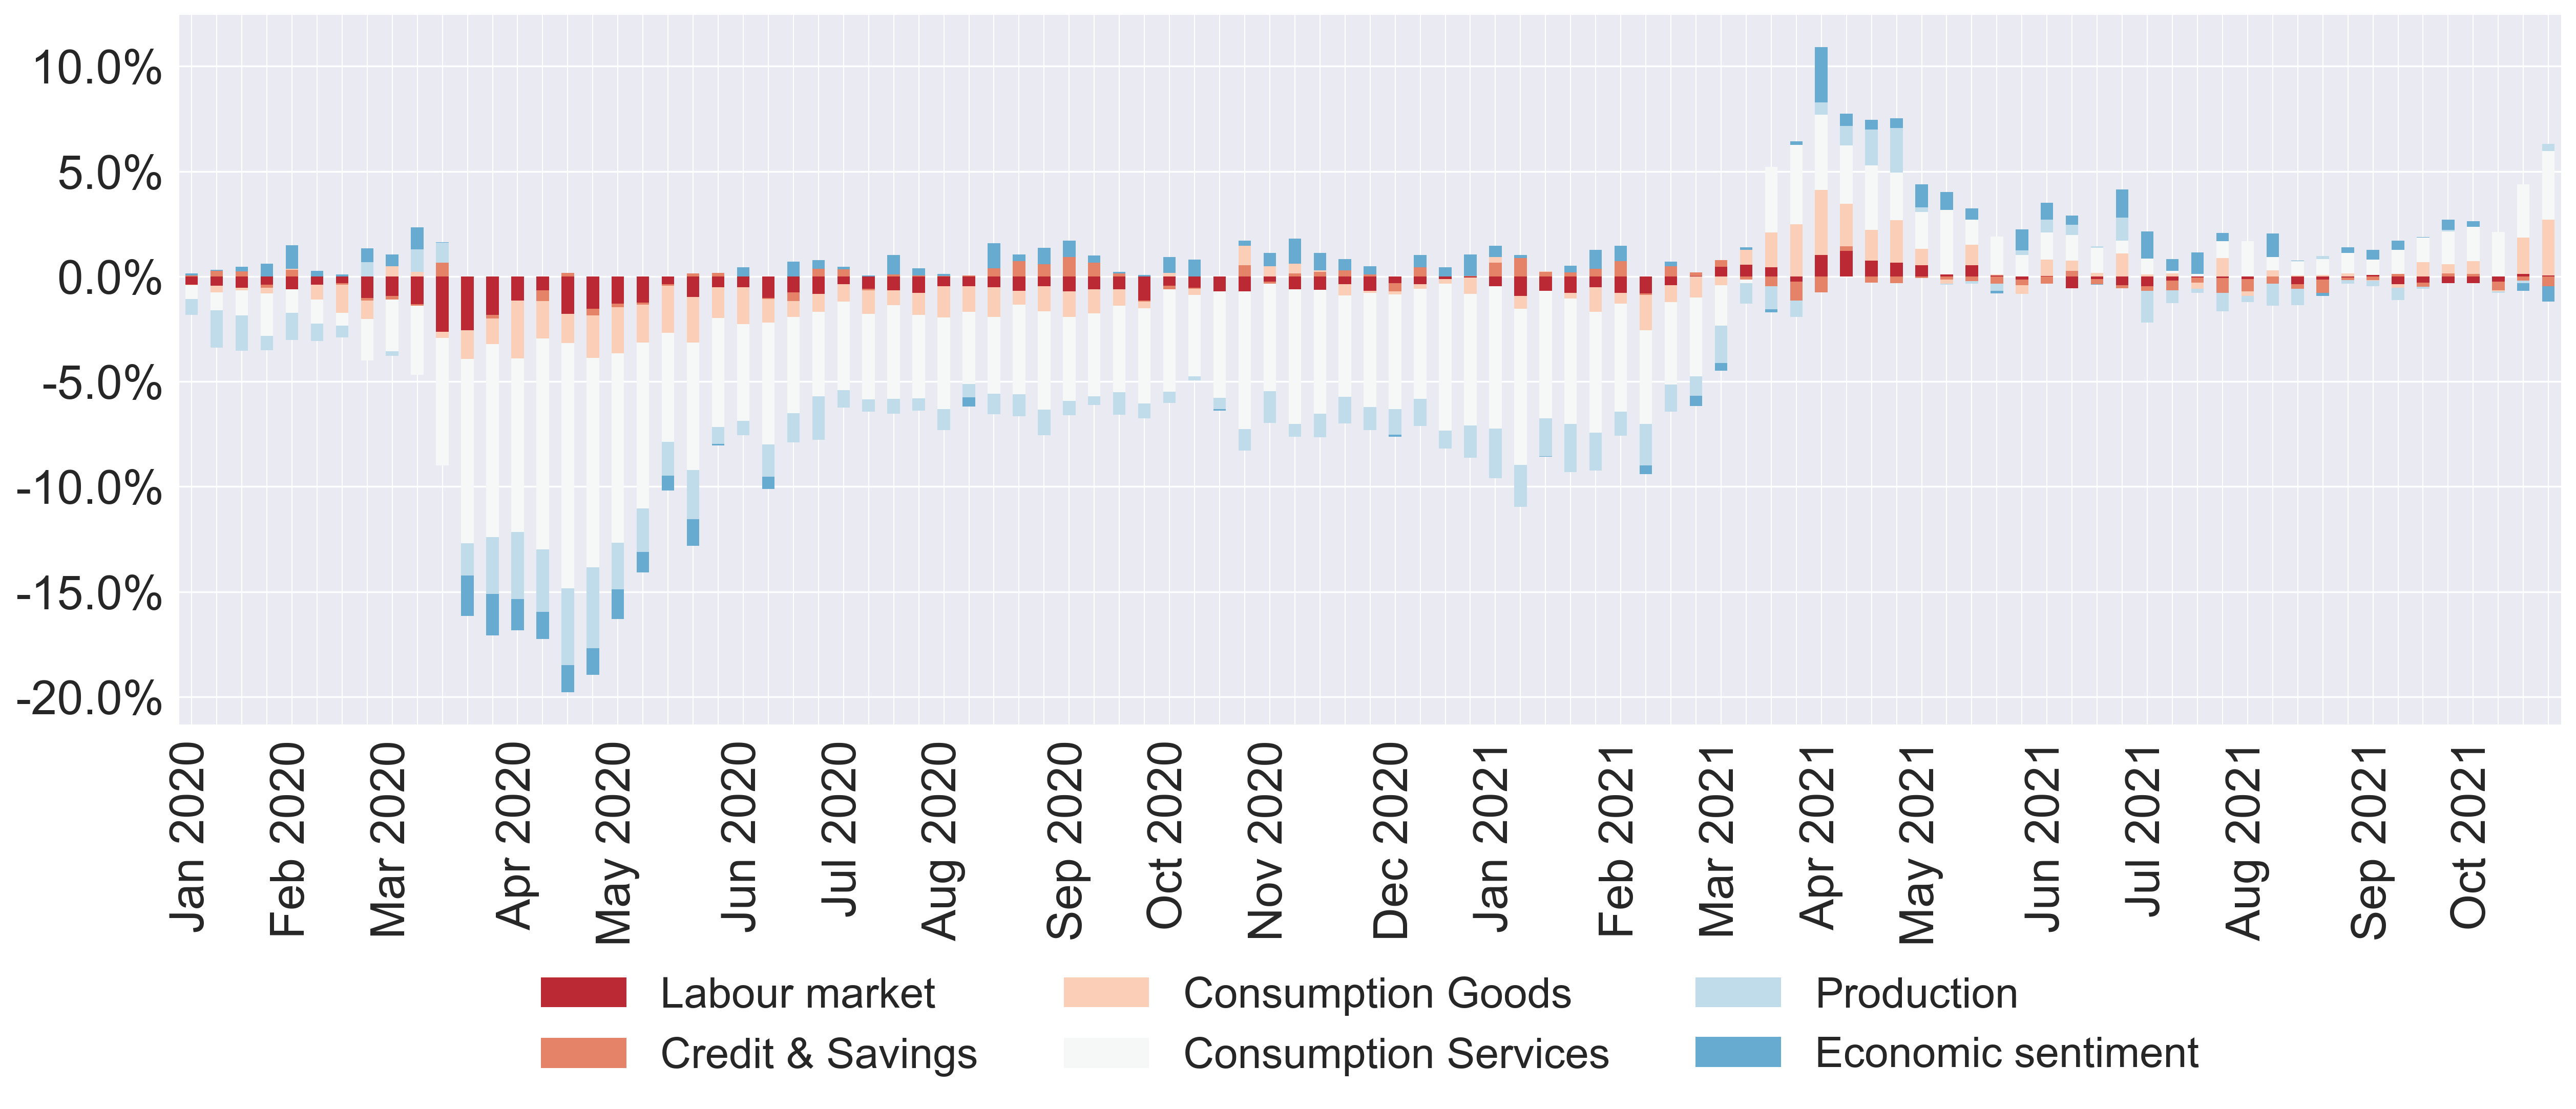 10.0%
5.0%
0.0%
-5.0%
-10.0%
-15.0%
-20.0%
Jan 2020
Feb 2020
Mar 2020
Apr 2020
May 2020
Jun 2020
Jul 2020
Aug 2020
Sep 2020
Oct 2020
Nov 2020
Dec 2020
Jan 2021
Feb 2021
Mar 2021
Apr 2021
May 2021
Jun 2021
Jul 2021
Aug 2021
Sep 2021
Oct 2021
Labour market
Credit & Savings
Consumption Goods
Consumption Services
Production
Economic sentiment